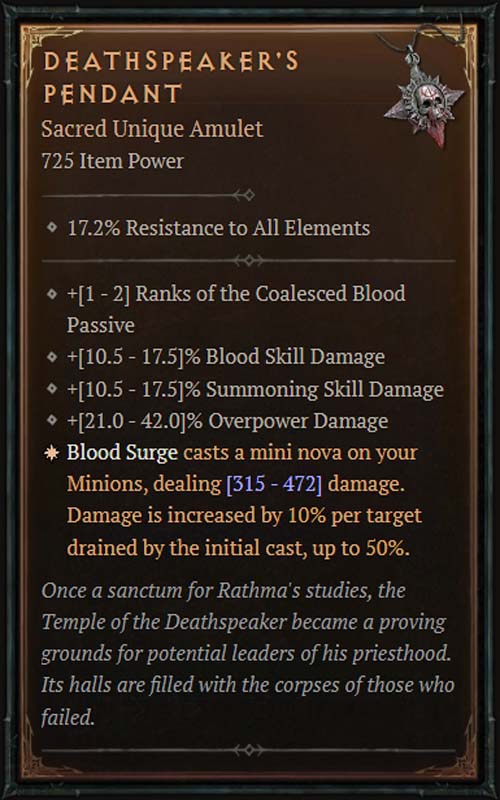 DEATHSPEAKER'S
PENDANT
Sacred Unique Amulet
725 Item Power
17.2% Resistance to All Elements
+[1 - 2] Ranks of the Coalesced Blood
Passive
+[10.5 - 17.5]% Blood Skill Damage
+[10.5 - 17.5]% Summoning Skill Damage
+[21.0 - 42.0]% Overpower Damage
Blood Surge casts a mini nova on your
Minions, dealing [315 - 472] damage.
Damage is increased by 10% per target
drained by the initial cast, up to 50%.
Once a sanctum for Rathma's studies, the
Temple of the Deathspeaker became a proving
grounds for potential leaders of his priesthood.
Its halls are filled with the corpses of those who
failed.